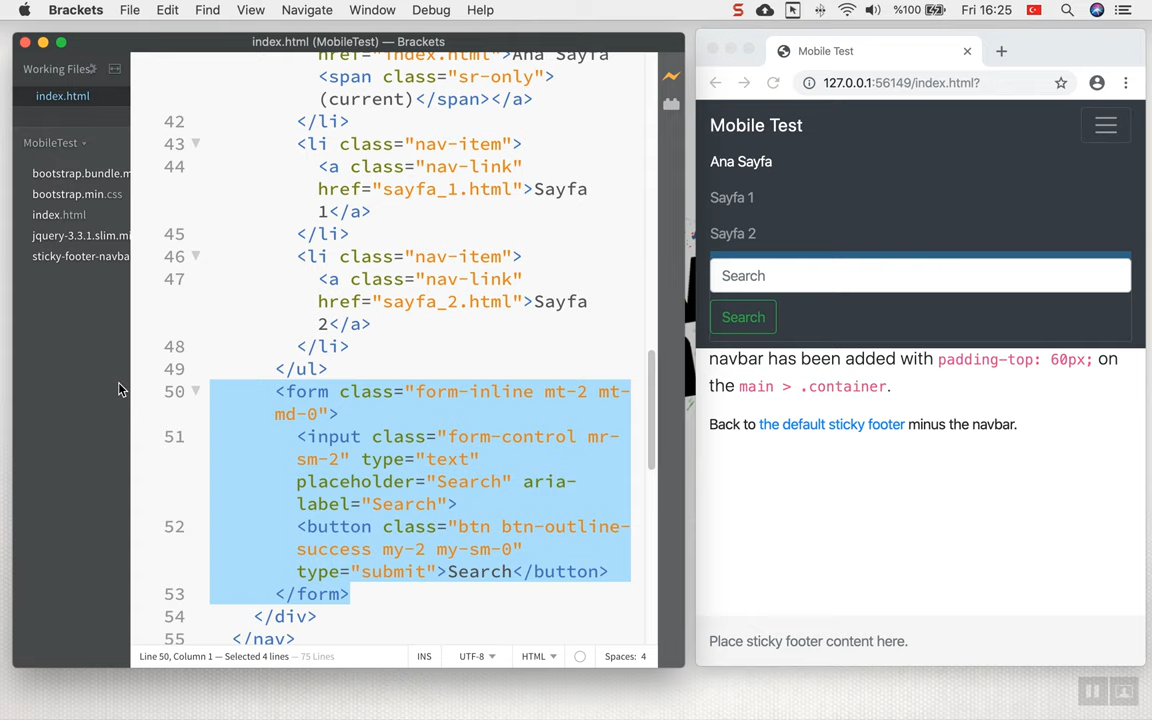 Brackets File Edit View Navigate Window Debug Help
%100 Fri 16:25
index.html (MobileTest) — Brackets
Working Files
index.html
MobileTest
bootstrap.bundle.m
bootstrap.min.css
index.html
jquery-3.3.1.slim.mi
sticky-footer-navba
href="index.html">Ana Sayfa
<span class="sr-only">
(current)</span></a>
42 </li>
43 <li class="nav-item">
44 <a class="nav-link"
href="sayfa_1.html">Sayfa
1</a>
45 </li>
46 <li class="nav-item">
47 <a class="nav-link"
href="sayfa_2.html">Sayfa
2</a>
48 </li>
49 </ul>
50 <form class="form-inline mt-2 mt-
md-0">
51 <input class="form-control mr-
sm-2" type="text"
placeholder="Search" aria-
label="Search">
52 <button class="btn btn-outline-
success my-2 my-sm-0"
type="submit">Search</button>
53 </form>
54 </div>
55 </nav>
Line 50, Column 1 — Selected 4 lines — 75 Lines
INS UTF-8 HTML Spaces: 4
Mobile Test
127.0.0.1:56149/index.html?
Mobile Test
Ana Sayfa
Sayfa 1
Sayfa 2
Search
Search
navbar has been added with padding-top: 60px; on
the main > .container.
Back to the default sticky footer minus the navbar.
Place sticky footer content here.